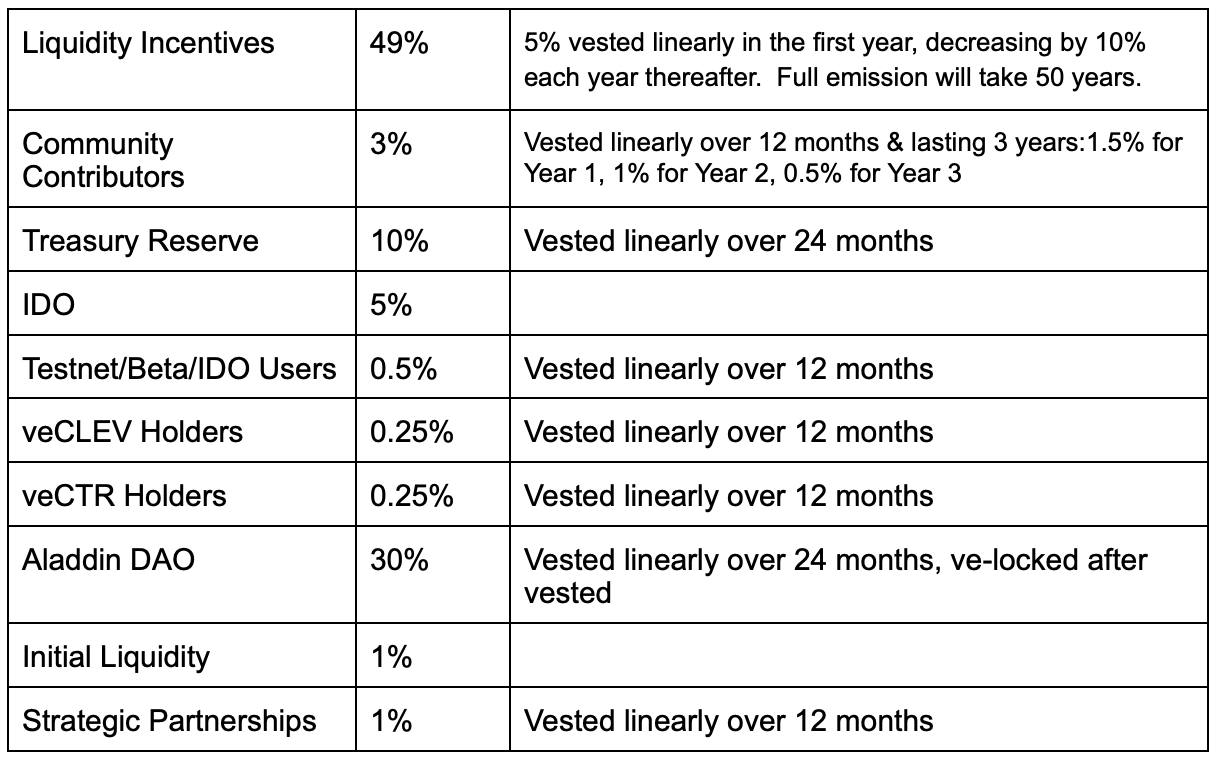 Liquidity Incentives 49% 5% vested linearly in the first year, decreasing by 10%
each year thereafter.  Full emission will take 50 years.
Community 3% Vested linearly over 12 months & lasting 3 years:1.5% for
Contributors Year 1, 1% for Year 2, 0.5% for Year 3
Treasury Reserve 10% Vested linearly over 24 months
IDO 5%
Testnet/Beta/IDO Users 0.5% Vested linearly over 12 months
veCLEV Holders 0.25% Vested linearly over 12 months
veCTR Holders 0.25% Vested linearly over 12 months
Aladdin DAO 30% Vested linearly over 24 months, ve-locked after
vested
Initial Liquidity 1%
Strategic Partnerships 1% Vested linearly over 12 months